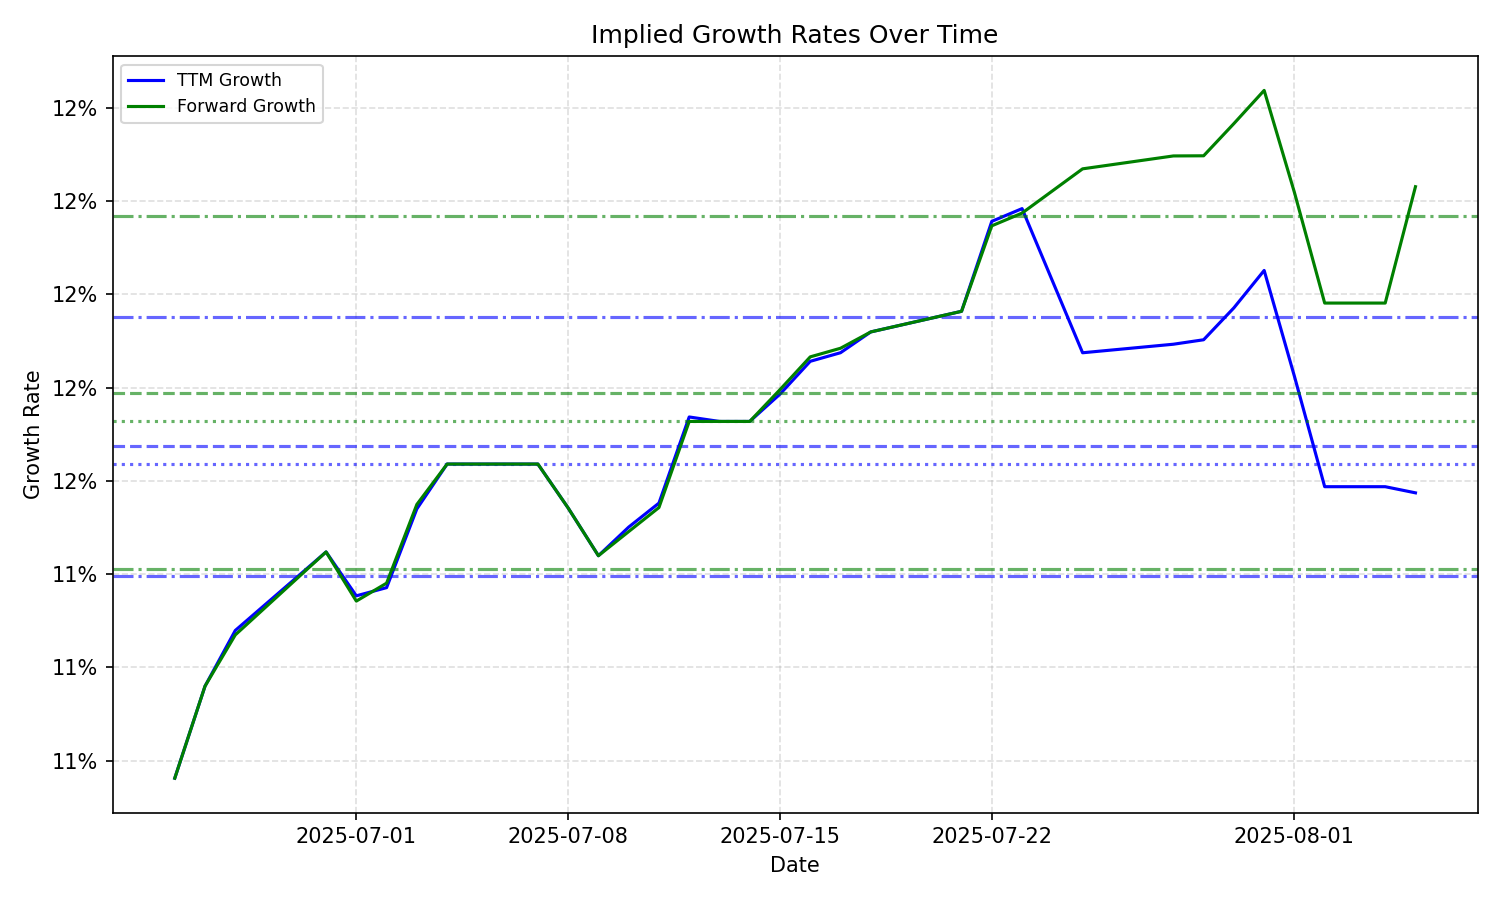 Implied Growth Rates Over Time
TTM Growth
Forward Growth
12%
12%
12%
12%
12%
11%
11%
11%
Growth Rate
2025-07-01
2025-07-08
2025-07-15
2025-07-22
2025-08-01
Date